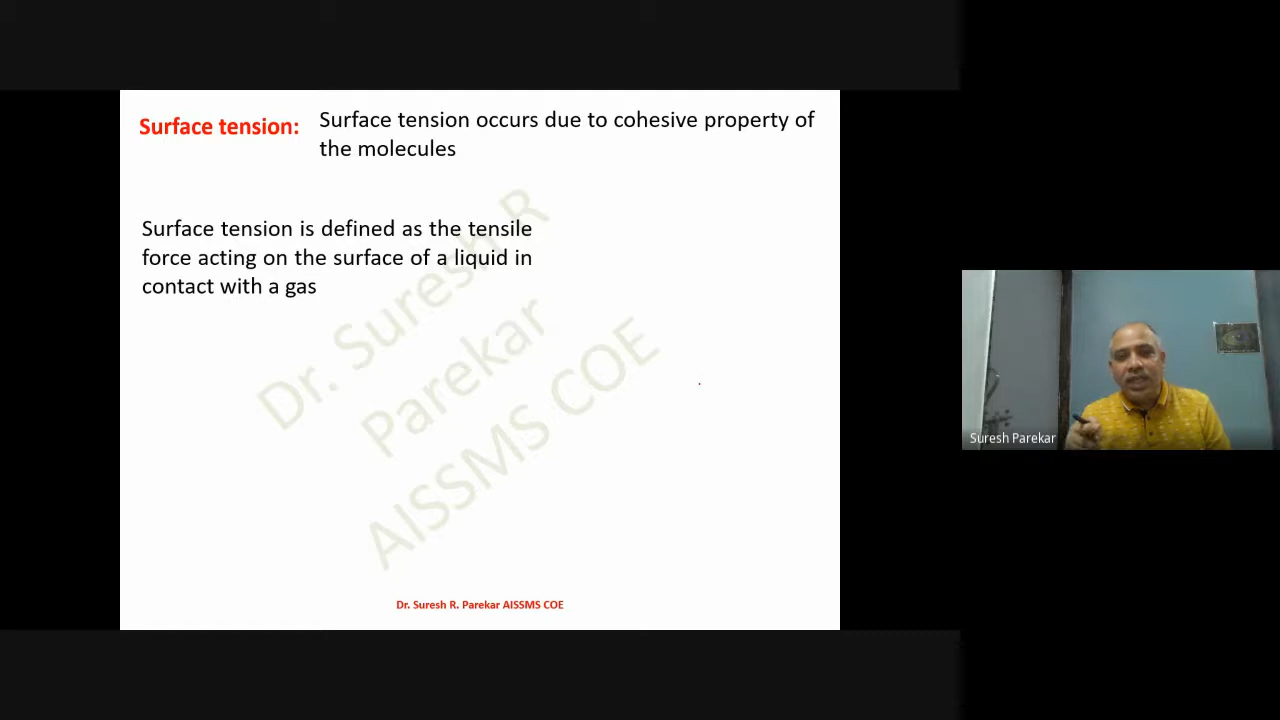 Surface tension:
Surface tension occurs due to cohesive property of
the molecules
Surface tension is defined as the tensile
force acting on the surface of a liquid in
contact with a gas
Dr. Suresh R
Parekar
AISSMS COE
Dr. Suresh R. Parekar AISSMS COE
Suresh Parekar